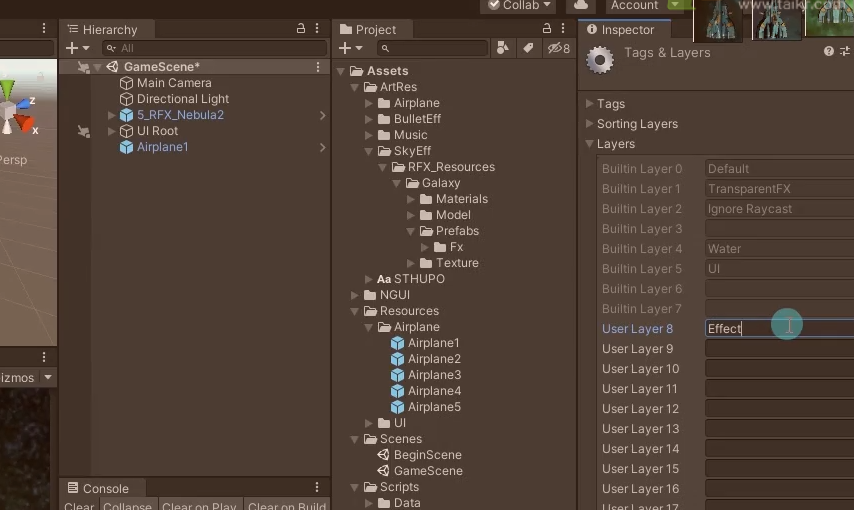 Collab
Account
www.taikr.com
Hierarchy
Project
Inspector
All
8
Tags & Layers
GameScene*
Main Camera
Directional Light
5_RFX_Nebula2
UI Root
Airplane1
Persp
z
x
Assets
ArtRes
Airplane
BulletEff
Music
SkyEff
RFX_Resources
Galaxy
Materials
Model
Prefabs
Fx
Texture
Aa STHUPO
NGUI
Resources
Airplane
Airplane1
Airplane2
Airplane3
Airplane4
Airplane5
UI
Scenes
BeginScene
GameScene
Scripts
Data
Tags
Sorting Layers
Layers
Builtin Layer 0 Default
Builtin Layer 1 TransparentFX
Builtin Layer 2 Ignore Raycast
Builtin Layer 3
Builtin Layer 4 Water
Builtin Layer 5 UI
Builtin Layer 6
Builtin Layer 7
User Layer 8 Effect
User Layer 9
User Layer 10
User Layer 11
User Layer 12
User Layer 13
User Layer 14
User Layer 15
User Layer 16
User Layer 17
izmos
Console
Clear Collapse Clear on Play Clear on Build